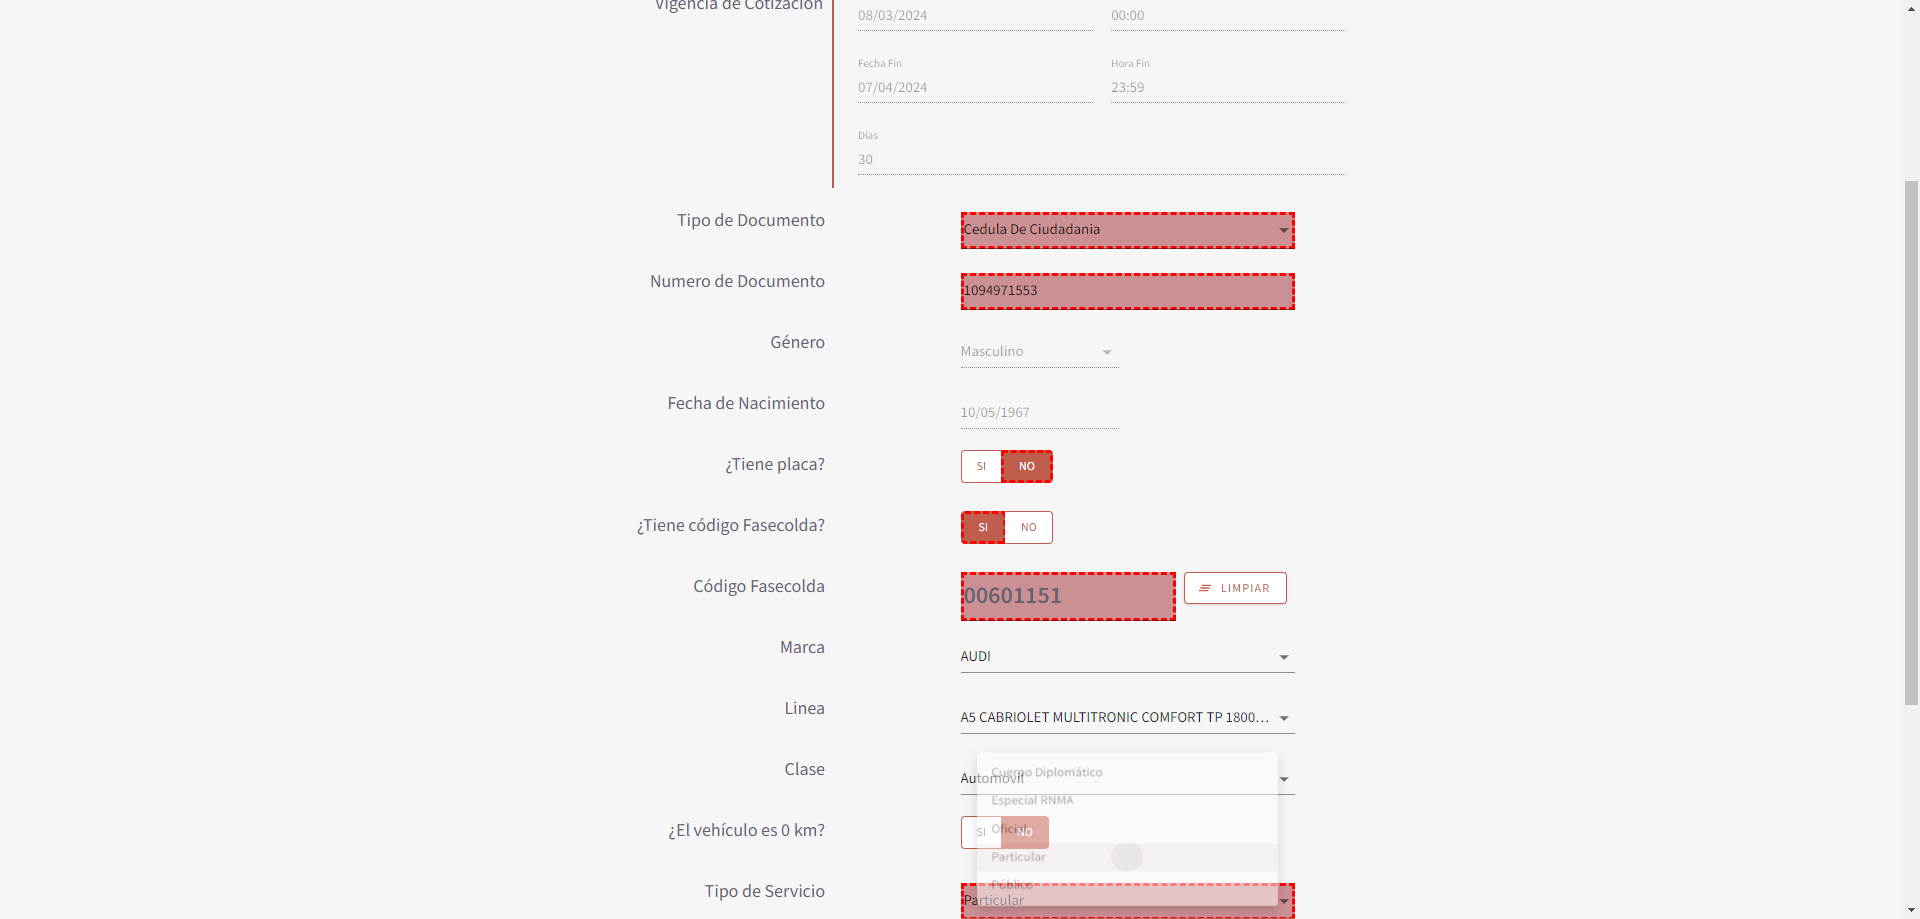 Vigencia de Cotización
08/03/2024 00:00
Fecha Fin Hora Fin
07/04/2024 23:59
Dias
30
Tipo de Documento Cedula De Ciudadania
Numero de Documento 1094971553
Género Masculino
Fecha de Nacimiento 10/05/1967
¿Tiene placa? SI NO
¿Tiene código Fasecolda? SI NO
Código Fasecolda 00601151 LIMPIAR
Marca AUDI
Linea A5 CABRIOLET MULTITRONIC COMFORT TP 1800...
Cuerpo Diplomático
Clase Automóvil
Especial RNMA
¿El vehículo es 0 km? SI NO
Oficial
Particular
Público
Tipo de Servicio Particular